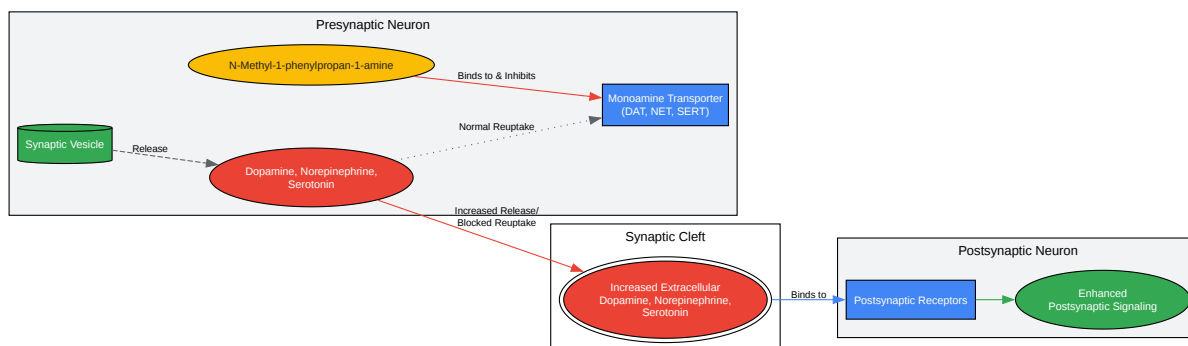 Presynaptic Neuron
N-Methyl-1-phenylpropan-1-amine
Binds to & Inhibits
Monoamine Transporter
(DAT, NET, SERT)
Normal Reuptake
Synaptic Vesicle
Release
Dopamine, Norepinephrine,
Serotonin
Increased Release/
Blocked Reuptake
Synaptic Cleft
Increased Extracellular
Dopamine, Norepinephrine,
Serotonin
Binds to
Postsynaptic Neuron
Postsynaptic Receptors
Enhanced
Postsynaptic Signaling